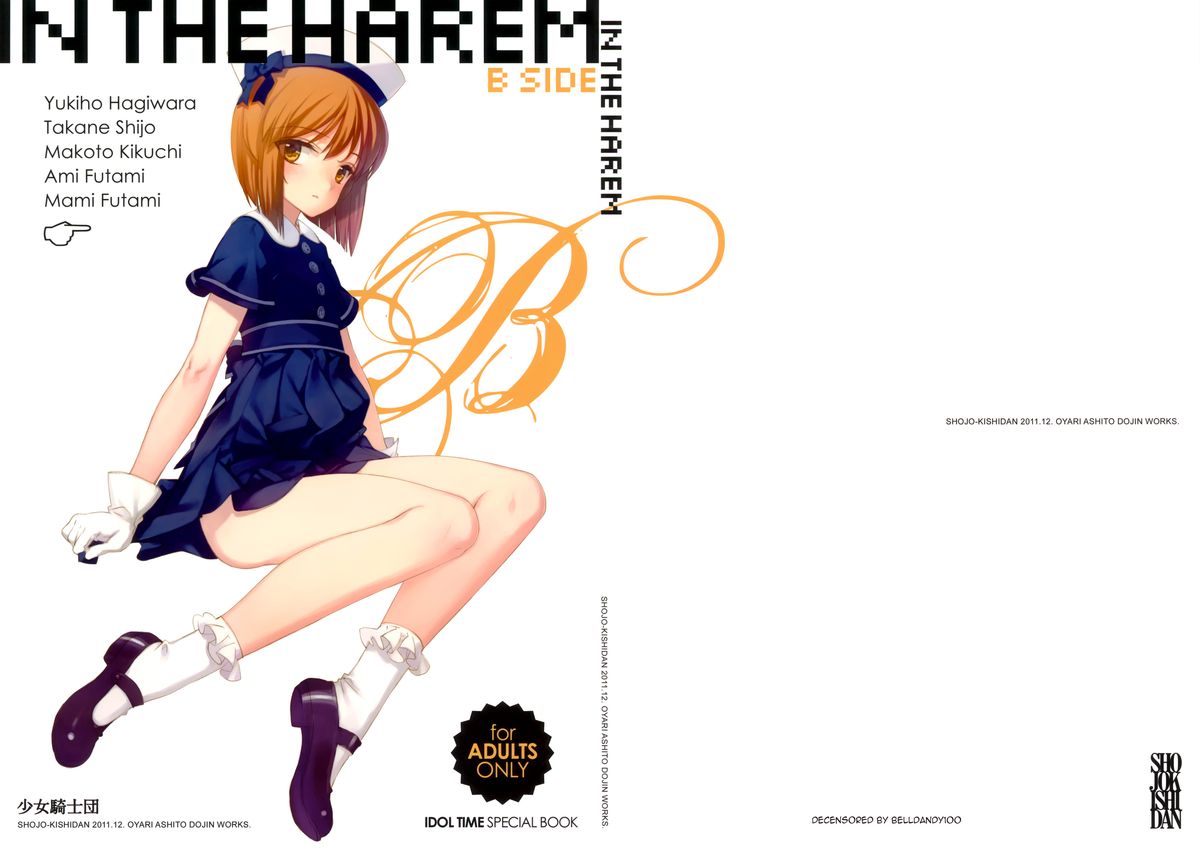 IN THE HAREM
B SIDE
Yukiho Hagiwara
Takane Shijo
Makoto Kikuchi
Ami Futami
Mami Futami
B
for
ADULTS
ONLY
少女騎士団
SHOJO-KISHIDAN 2011.12. OYARI ASHITO DOJIN WORKS.
IDOL TIME SPECIAL BOOK
IN THE HAREM
SHOJO-KISHIDAN 2011.12. OYARI ASHITO DOJIN WORKS.
SHOJO-KISHIDAN 2011.12. OYARI ASHITO DOJIN WORKS.
DECENSORED BY BELLDANDY100
SHO
JOK
ISHI
DAN